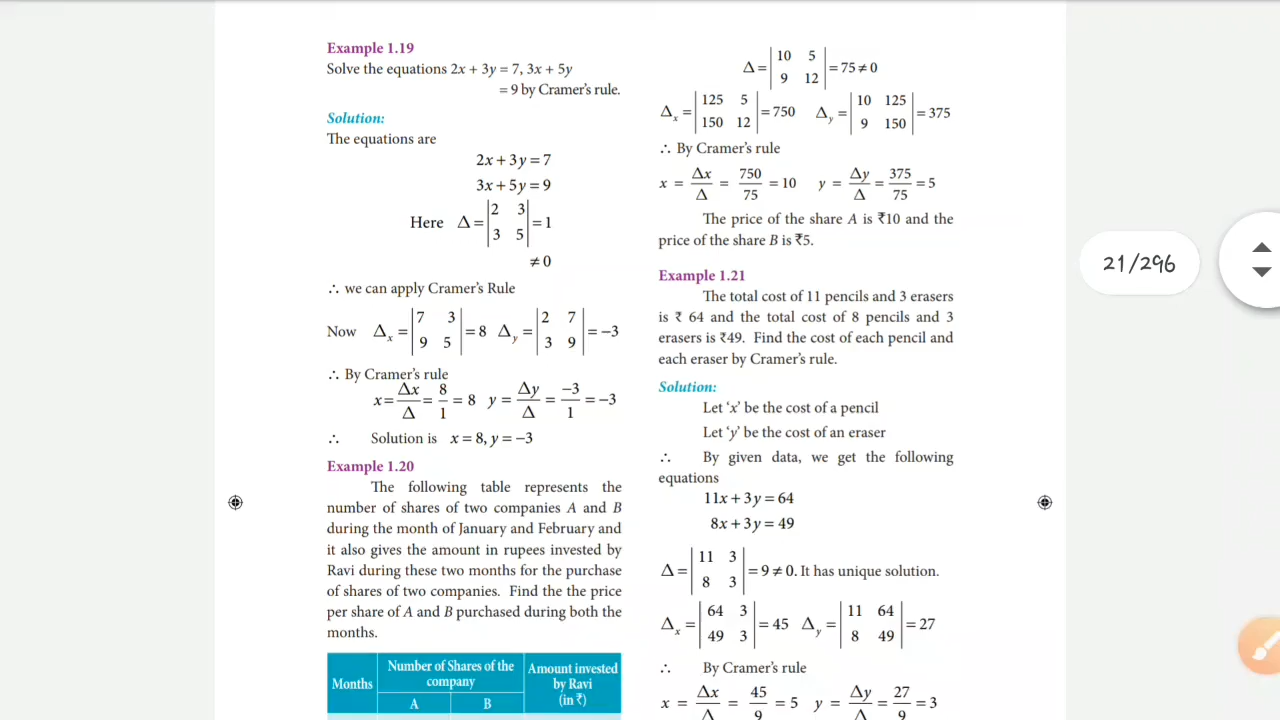 Example 1.19
Solve the equations 2x + 3y = 7, 3x + 5y
= 9 by Cramer's rule.
Solution:
The equations are
2x + 3y = 7
3x + 5y = 9
Here Δ = |2 3|
|3 5| = 1
≠ 0
∴ we can apply Cramer's Rule
Now Δx = |7 3|
|9 5| = 8 Δy = |2 7|
|3 9| = −3
∴ By Cramer's rule
x = Δx/Δ = 8/1 = 8 y = Δy/Δ = −3/1 = −3
∴ Solution is x = 8, y = −3
Example 1.20
The following table represents the
number of shares of two companies A and B
during the month of January and February and
it also gives the amount in rupees invested by
Ravi during these two months for the purchase
of shares of two companies. Find the the price
per share of A and B purchased during both the
months.
Months
Number of Shares of the
company
A B
Amount invested
by Ravi
(in ₹)
Δ = |10 5|
|9 12| = 75 ≠ 0
Δx = |125 5|
|150 12| = 750 Δy = |10 125|
|9 150| = 375
∴ By Cramer's rule
x = Δx/Δ = 750/75 = 10 y = Δy/Δ = 375/75 = 5
The price of the share A is ₹10 and the
price of the share B is ₹5.
Example 1.21
The total cost of 11 pencils and 3 erasers
is ₹ 64 and the total cost of 8 pencils and 3
erasers is ₹49. Find the cost of each pencil and
each eraser by Cramer's rule.
Solution:
Let 'x' be the cost of a pencil
Let 'y' be the cost of an eraser
∴ By given data, we get the following
equations
11x + 3y = 64
8x + 3y = 49
Δ = |11 3|
|8 3| = 9 ≠ 0. It has unique solution.
Δx = |64 3|
|49 3| = 45 Δy = |11 64|
|8 49| = 27
∴ By Cramer's rule
x = Δx/Δ = 45/9 = 5 y = Δy/Δ = 27/9 = 3
21/296